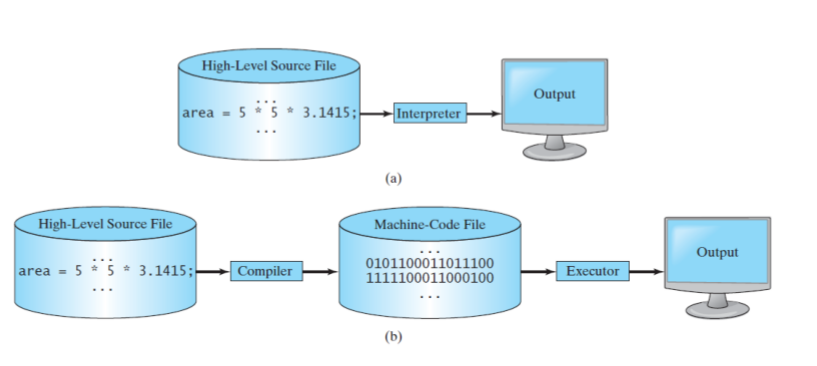 High-Level Source File
...
area = 5 * 5 * 3.1415;
...
Interpreter
Output
(a)
High-Level Source File
...
area = 5 * 5 * 3.1415;
...
Compiler
Machine-Code File
...
0101100011011100
1111100011000100
...
Executor
Output
(b)